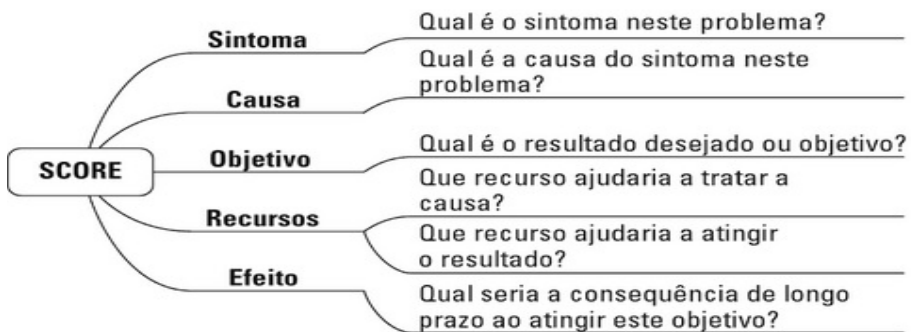 SCORE
Sintoma
Qual é o sintoma neste problema?
Causa
Qual é a causa do sintoma neste
problema?
Objetivo
Qual é o resultado desejado ou objetivo?
Recursos
Que recurso ajudaria a tratar a
causa?
Que recurso ajudaria a atingir
o resultado?
Efeito
Qual seria a consequência de longo
prazo ao atingir este objetivo?